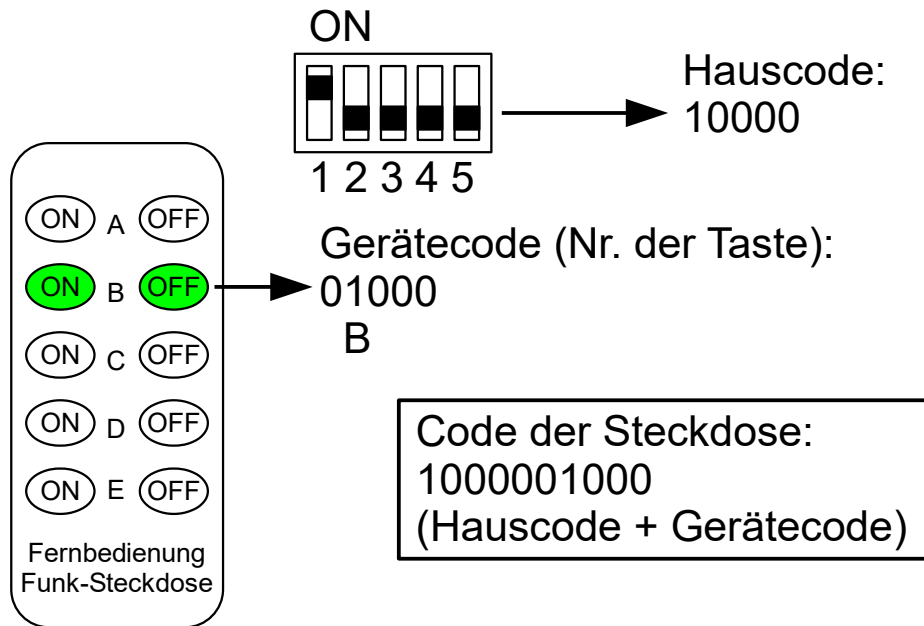 ON
1 2 3 4 5
Hauscode:
10000
ON A OFF
ON B OFF
ON C OFF
ON D OFF
ON E OFF
Fernbedienung
Funk-Steckdose
Gerätecode (Nr. der Taste):
01000
B
Code der Steckdose:
1000001000
(Hauscode + Gerätecode)